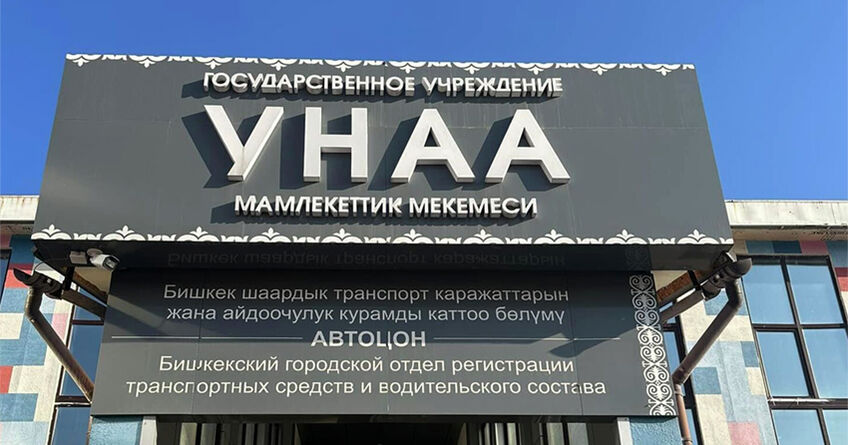 ГОСУДАРСТВЕННОЕ УЧРЕЖДЕНИЕ
УНАА
МАМЛЕКЕТТИК МЕКЕМЕСИ
Бишкек шаардык транспорт каражаттарын
жана айдоочулук курамды каттоо бөлүмү
АВТОЦОН
Бишкекский городской отдел регистрации
транспортных средств и водительского состава